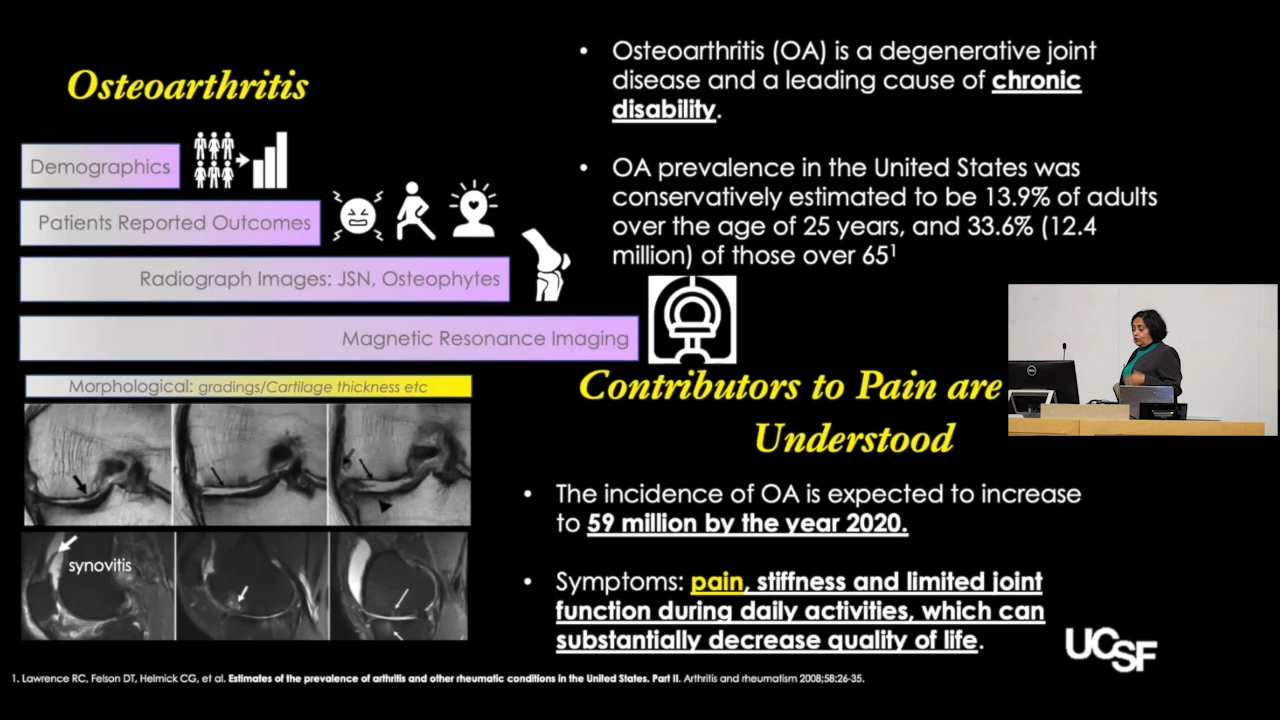 Osteoarthritis
Demographics
Patients Reported Outcomes
Radiograph Images: JSN, Osteophytes
Magnetic Resonance Imaging
Morphological: gradings/Cartilage thickness etc
synovitis
• Osteoarthritis (OA) is a degenerative joint
disease and a leading cause of chronic
disability.
• OA prevalence in the United States was
conservatively estimated to be 13.9% of adults
over the age of 25 years, and 33.6% (12.4
million) of those over 65¹
Contributors to Pain are
Understood
• The incidence of OA is expected to increase
to 59 million by the year 2020.
• Symptoms: pain, stiffness and limited joint
function during daily activities, which can
substantially decrease quality of life.
UCSF
1. Lawrence RC, Felson DT, Helmick CG, et al. Estimates of the prevalence of arthritis and other rheumatic conditions in the United States. Part II. Arthritis and rheumatism 2008;58:26-35.